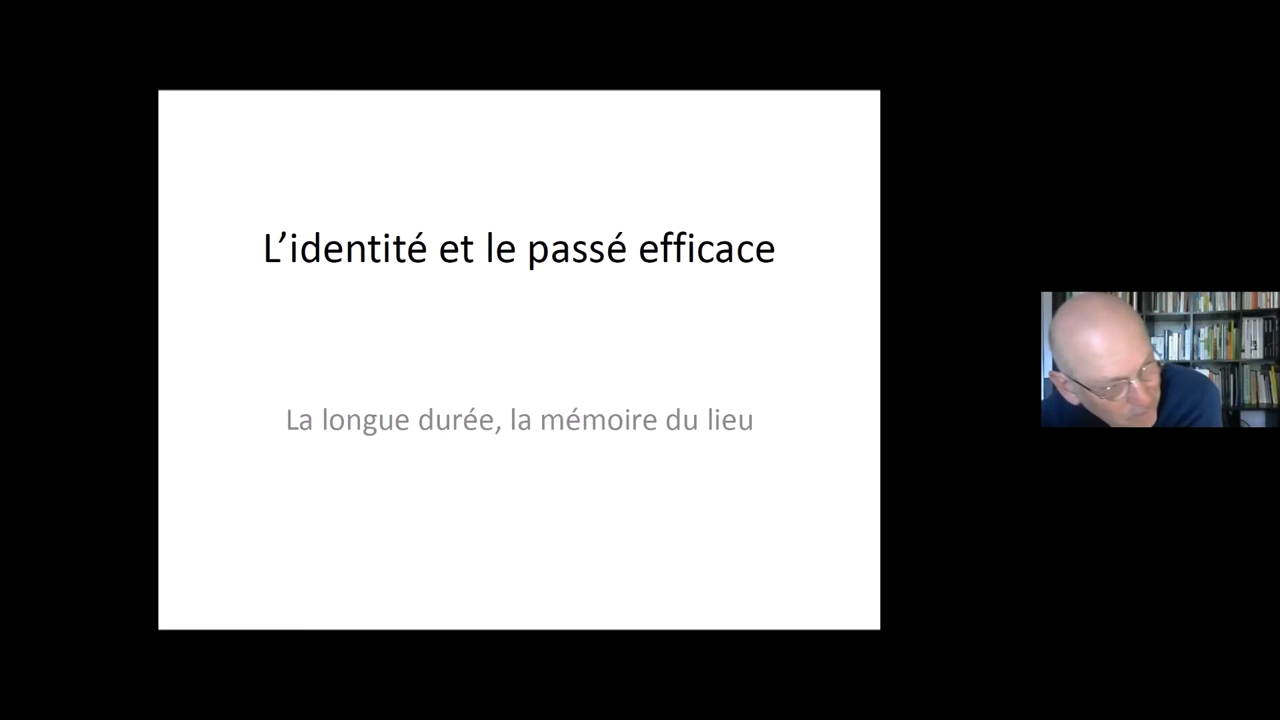 L’identité et le passé efficace
La longue durée, la mémoire du lieu